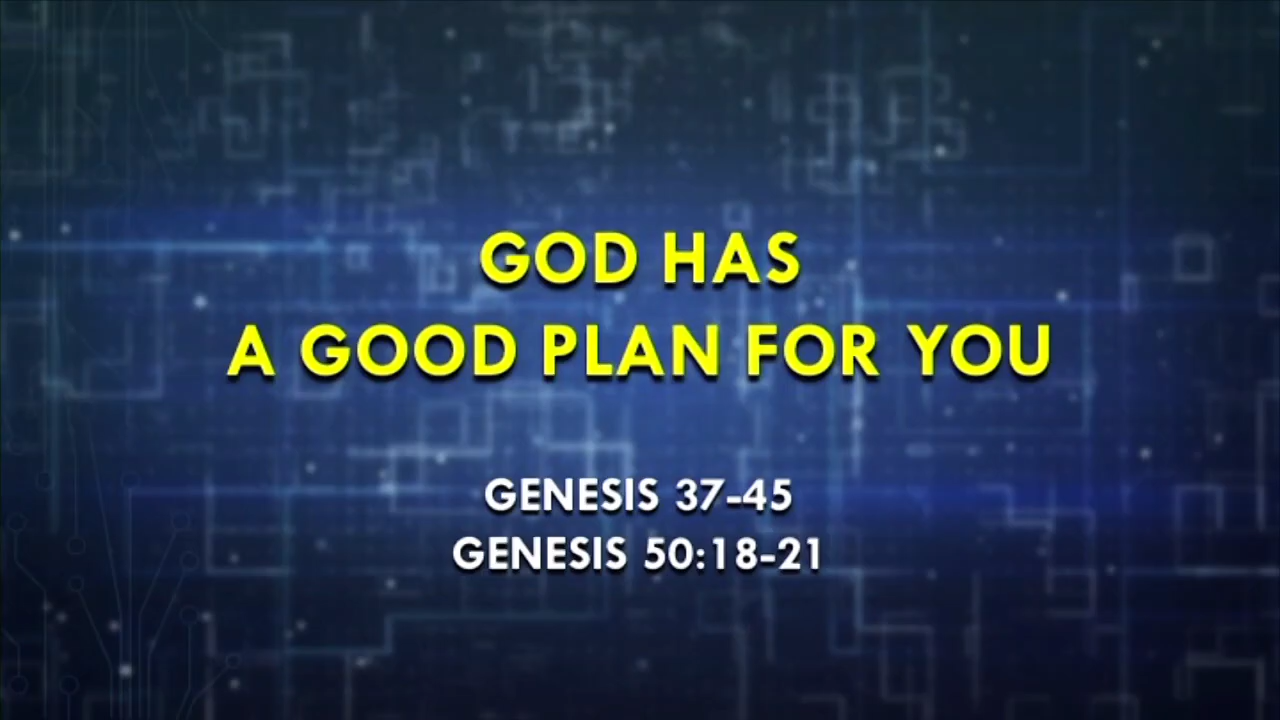 GOD HAS
A GOOD PLAN FOR YOU
GENESIS 37-45
GENESIS 50:18-21